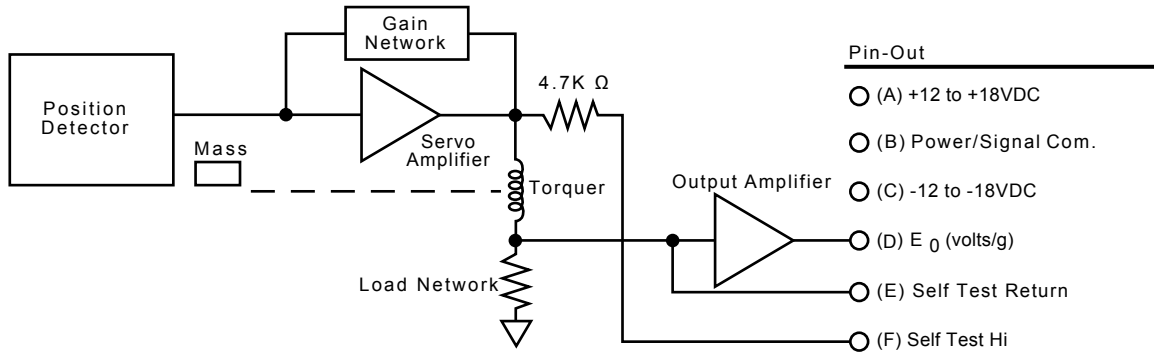 Gain
Network
Position
Detector
Mass
Servo
Amplifier
4.7K Ω
Torquer
Load Network
Output Amplifier
Pin-Out
(A) +12 to +18VDC
(B) Power/Signal Com.
(C) -12 to -18VDC
(D) E 0 (volts/g)
(E) Self Test Return
(F) Self Test Hi